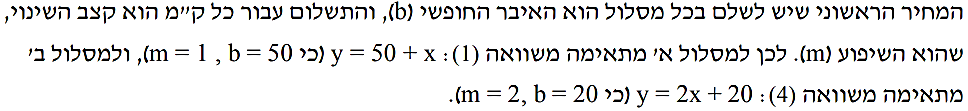 המחיר הראשוני שיש לשלם בכל מסלול הוא האיבר החופשי (b), והתשלום עבור כל ק״מ הוא קצב השינוי,
שהוא השיפוע (m). לכן למסלול א׳ מתאימה משוואה (1): y = 50 + x (כי m = 1 , b = 50), ולמסלול ב׳
מתאימה משוואה (4): y = 2x + 20 (כי m = 2, b = 20).